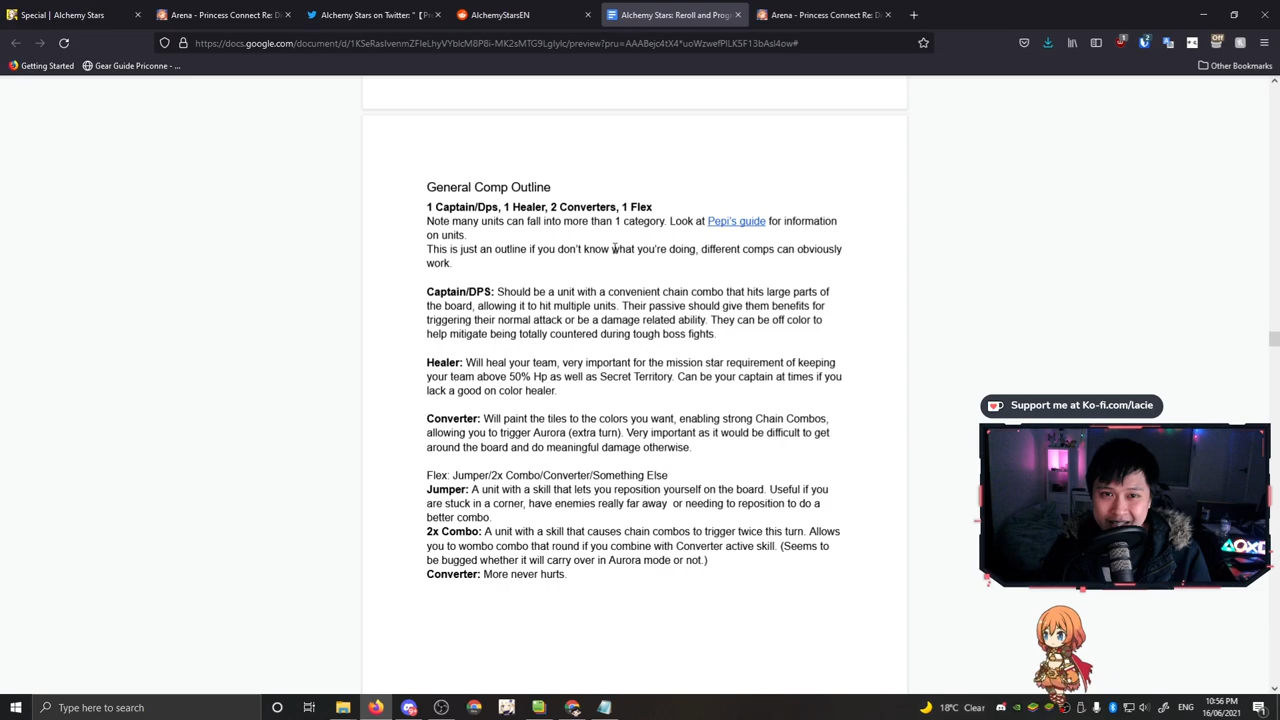 Special | Alchemy Stars
Arena - Princess Connect Re: Di
Alchemy Stars on Twitter: "【Pre
AlchemyStarsEN
Alchemy Stars: Reroll and Prog
Arena - Princess Connect Re: Di
Getting Started
Gear Guide Priconne - ...
Other Bookmarks
General Comp Outline
1 Captain/Dps, 1 Healer, 2 Converters, 1 Flex
Note many units can fall into more than 1 category. Look at Pepi's guide for information
on units.
This is just an outline if you don't know what you're doing, different comps can obviously
work.
Captain/DPS: Should be a unit with a convenient chain combo that hits large parts of
the board, allowing it to hit multiple units. Their passive should give them benefits for
triggering their normal attack or be a damage related ability. They can be off color to
help mitigate being totally countered during tough boss fights.
Healer: Will heal your team, very important for the mission star requirement of keeping
your team above 50% Hp as well as Secret Territory. Can be your captain at times if you
lack a good on color healer.
Converter: Will paint the tiles to the colors you want, enabling strong Chain Combos,
allowing you to trigger Aurora (extra turn). Very important as it would be difficult to get
around the board and do meaningful damage otherwise.
Flex: Jumper/2x Combo/Converter/Something Else
Jumper: A unit with a skill that lets you reposition yourself on the board. Useful if you
are stuck in a corner, have enemies really far away or needing to reposition to do a
better combo.
2x Combo: A unit with a skill that causes chain combos to trigger twice this turn. Allows
you to wombo combo that round if you combine with Converter active skill. (Seems to
be bugged whether it will carry over in Aurora mode or not.)
Converter: More never hurts.
Support me at Ko-fi.com/lacie
Type here to search
18°C Clear
10:56 PM
16/06/2021